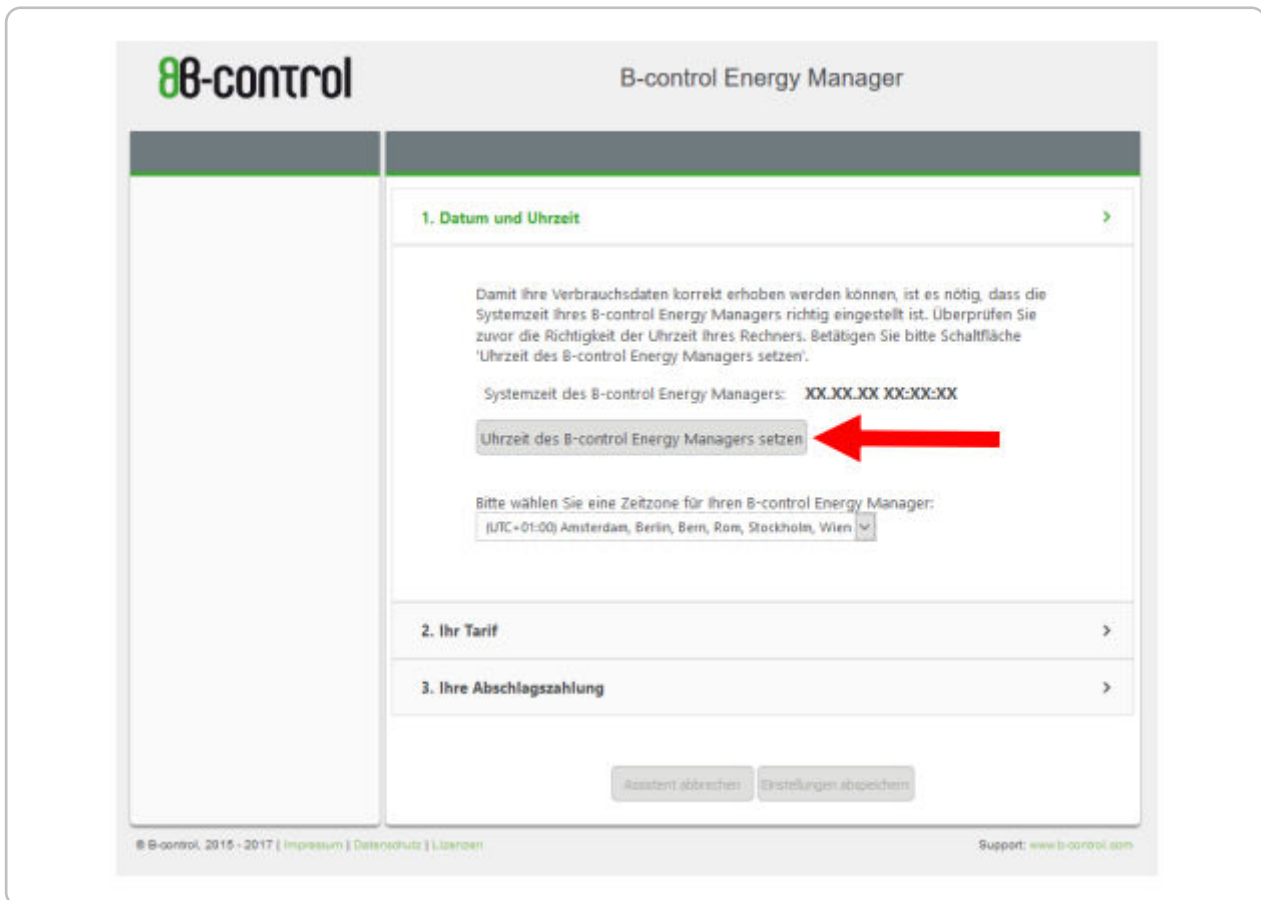 B-control
B-control Energy Manager
1. Datum und Uhrzeit
Damit Ihre Verbrauchsdaten korrekt erhoben werden können, ist es nötig, dass die
Systemzeit Ihres B-control Energy Managers richtig eingestellt ist. Überprüfen Sie
zuvor die Richtigkeit der Uhrzeit Ihres Rechners. Betätigen Sie bitte Schaltfläche
'Uhrzeit des B-control Energy Managers setzen'.
Systemzeit des B-control Energy Managers: XX.XX.XX XX:XX:XX
Uhrzeit des B-control Energy Managers setzen
Bitte wählen Sie eine Zeitzone für Ihren B-control Energy Manager:
(UTC+01:00) Amsterdam, Berlin, Bern, Rom, Stockholm, Wien
2. Ihr Tarif
3. Ihre Abschlagszahlung
Assistent abbrechen Einstellungen abspeichern
© B-control, 2015 - 2017 | Impressum | Datenschutz | Lizenzen Support: www.b-control.com